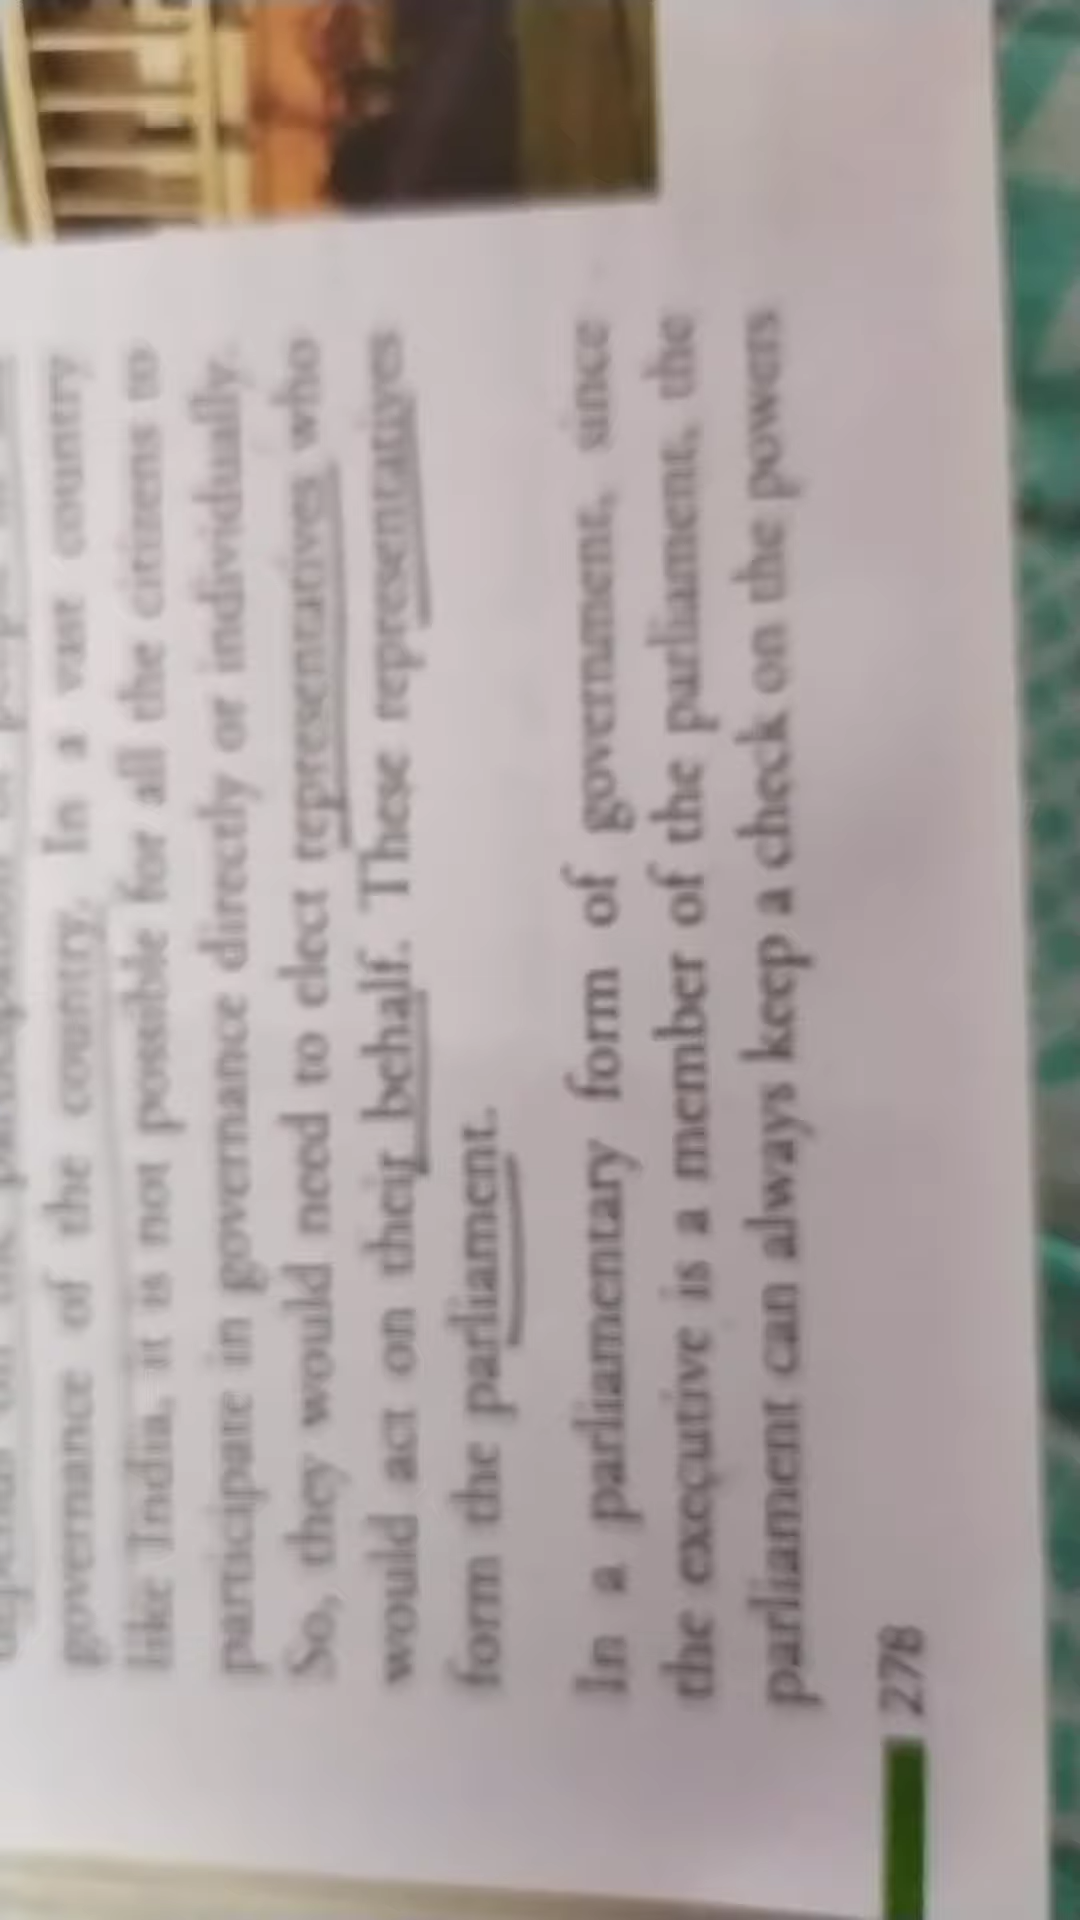 governance of the country. In a vast country
like India, it is not possible for all the citizens to
participate in governance directly or individually.
So, they would need to elect representatives who
would act on their behalf. These representatives
form the parliament.
In a parliamentary form of government, since
the executive is a member of the parliament, the
parliament can always keep a check on the powers
278